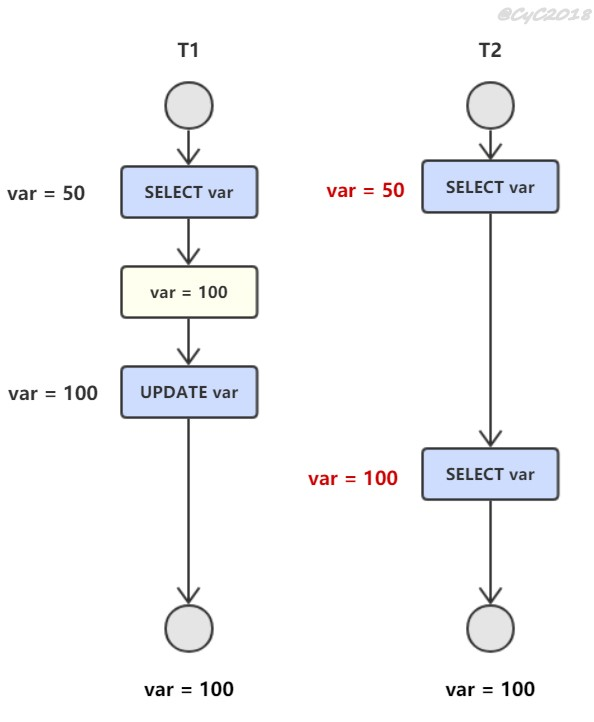 @CyC2018
T1
T2
var = 50
SELECT var
var = 50
SELECT var
var = 100
var = 100
UPDATE var
var = 100
SELECT var
var = 100
var = 100